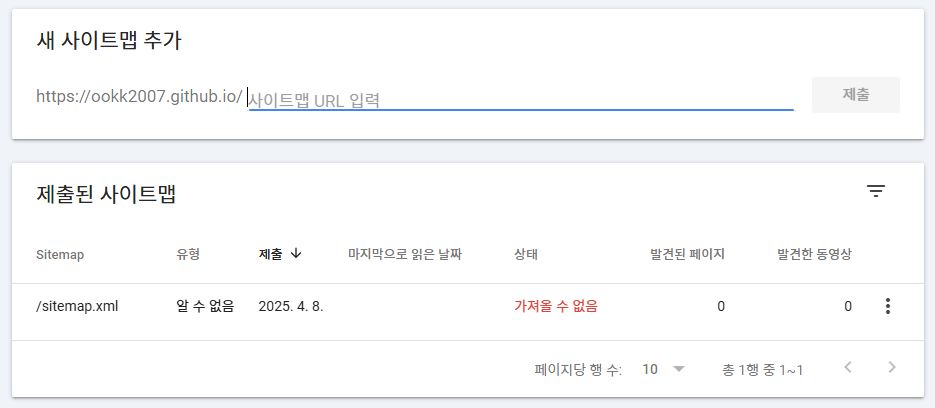 새 사이트맵 추가
https://ookk2007.github.io/ 사이트맵 URL 입력 제출
제출된 사이트맵
Sitemap 유형 제출 마지막으로 읽은 날짜 상태 발견된 페이지 발견한 동영상
/sitemap.xml 알 수 없음 2025. 4. 8. 가져올 수 없음 0 0
페이지당 행 수: 10 총 1행 중 1~1